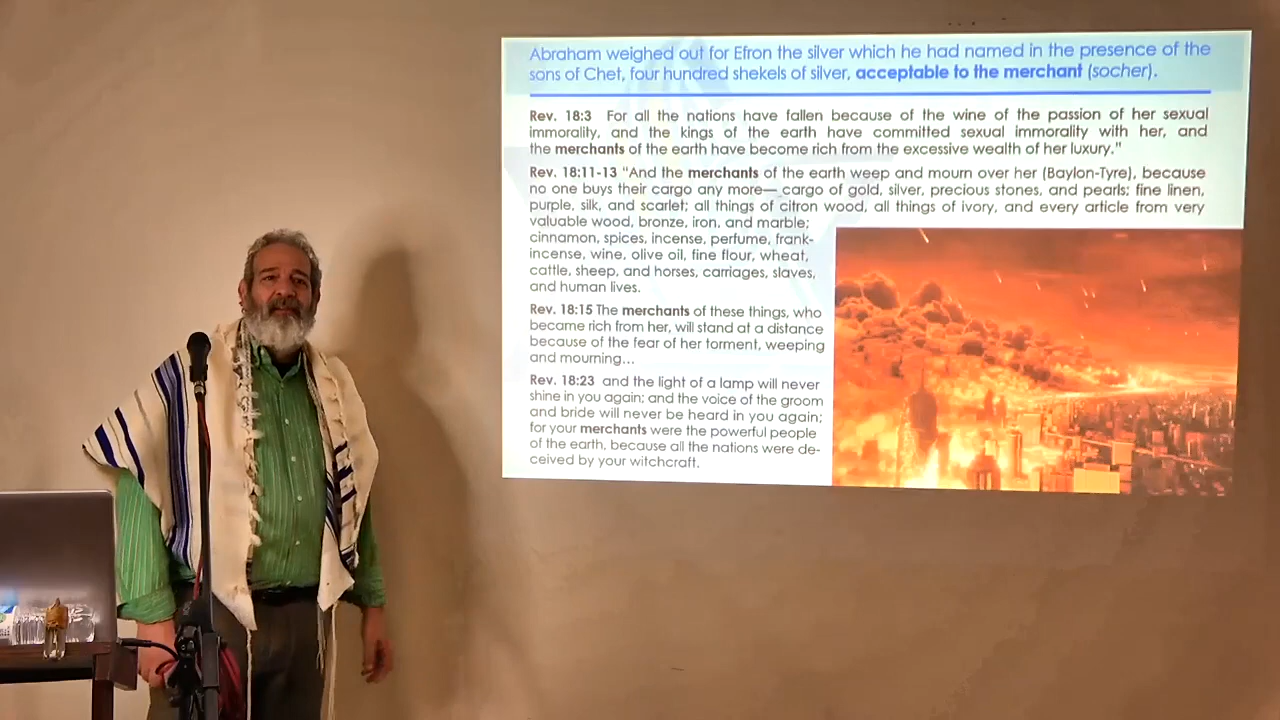 Abraham weighed out for Efron the silver which he had named in the presence of the
sons of Chet, four hundred shekels of silver, acceptable to the merchant (socher).
Rev. 18:3 For all the nations have fallen because of the wine of the passion of her sexual
immorality, and the kings of the earth have committed sexual immorality with her, and
the merchants of the earth have become rich from the excessive wealth of her luxury."
Rev. 18:11-13 "And the merchants of the earth weep and mourn over her (Baylon-Tyre), because
no one buys their cargo any more— cargo of gold, silver, precious stones, and pearls; fine linen,
purple, silk, and scarlet; all things of citron wood, all things of ivory, and every article from very
valuable wood, bronze, iron, and marble;
cinnamon, spices, incense, perfume, frank-
incense, wine, olive oil, fine flour, wheat,
cattle, sheep, and horses, carriages, slaves,
and human lives.
Rev. 18:15 The merchants of these things, who
became rich from her, will stand at a distance
because of the fear of her torment, weeping
and mourning...
Rev. 18:23 and the light of a lamp will never
shine in you again; and the voice of the groom
and bride will never be heard in you again;
for your merchants were the powerful people
of the earth, because all the nations were de-
ceived by your witchcraft.